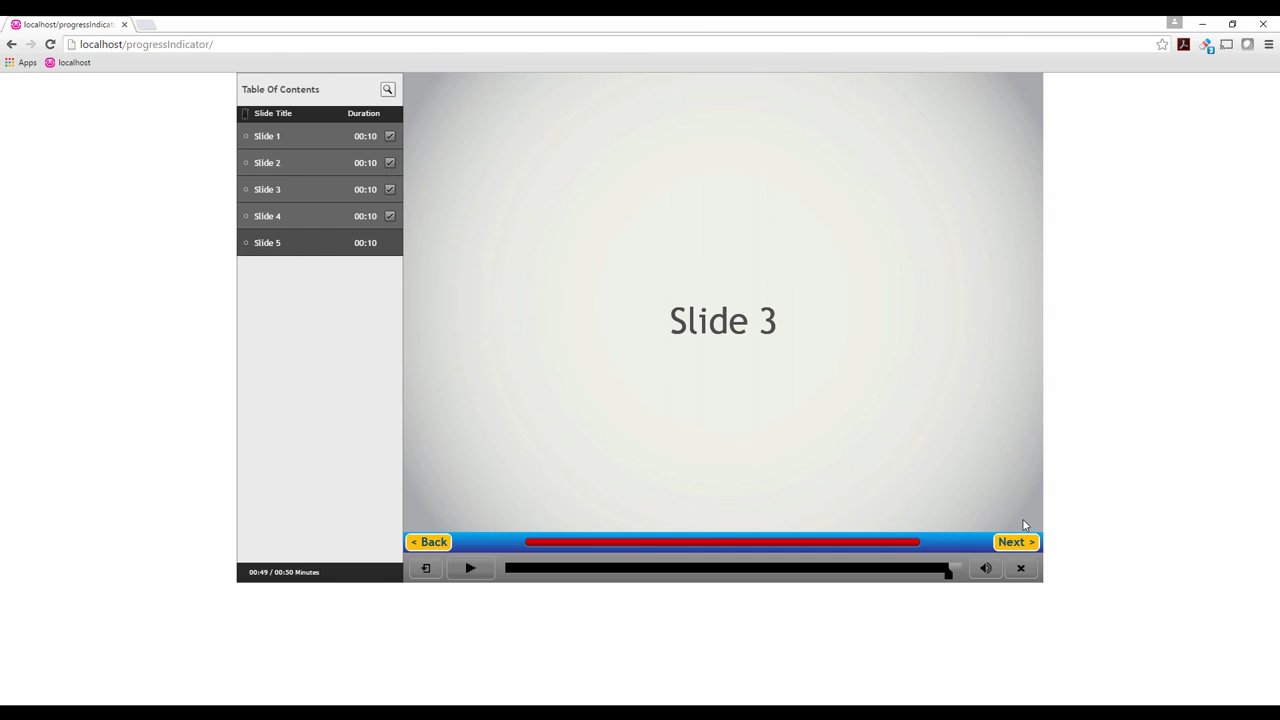 localhost/progressIndicat
localhost/progressIndicator/
3
Apps
localhost
Table Of Contents
Slide Title Duration
Slide 1 00:10
Slide 2 00:10
Slide 3 00:10
Slide 4 00:10
Slide 5 00:10
Slide 3
< Back
Next >
00:49 / 00:50 Minutes